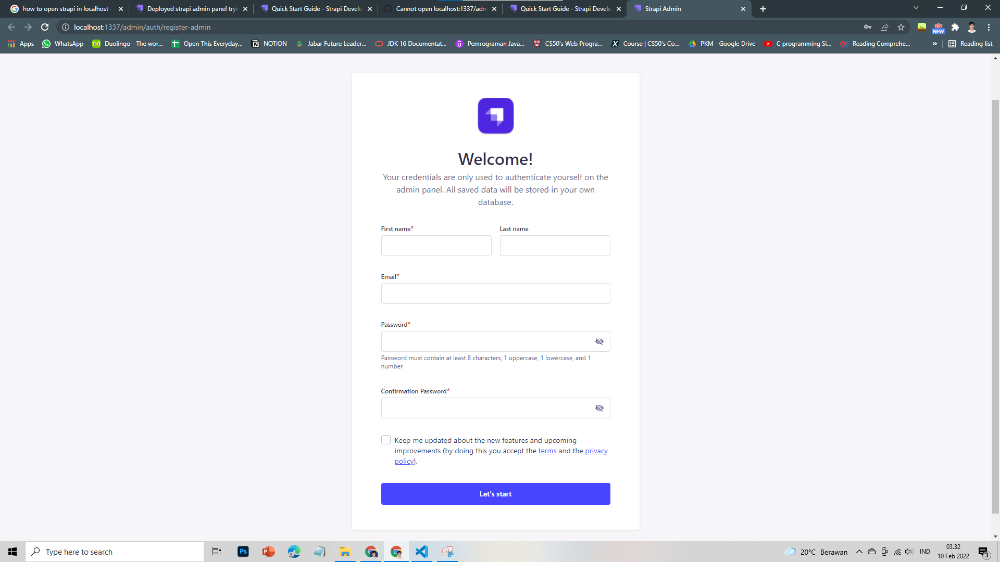 how to open strapi in localhost -
Deployed strapi admin panel tryi
Quick Start Guide - Strapi Develo
Cannot open localhost:1337/adm
Quick Start Guide - Strapi Develo
Strapi Admin
localhost:1337/admin/auth/register-admin
NEW
Apps
WhatsApp
Duolingo - The wor...
Open This Everyday...
NOTION
Jabar Future Leader...
JDK 16 Documentat...
Pemrograman Java...
CS50's Web Progra...
Course | CS50's Co...
PKM - Google Drive
C programming Si...
Reading Comprehe...
»
Reading list
Welcome!
Your credentials are only used to authenticate yourself on the
admin panel. All saved data will be stored in your own
database.
First name*
Last name
Email*
Password*
Password must contain at least 8 characters, 1 uppercase, 1 lowercase, and 1
number
Confirmation Password*
Keep me updated about the new features and upcoming
improvements (by doing this you accept the terms and the privacy
policy).
Let's start
Type here to search
Ps
P
20°C Berawan
IND
03.32
10 Feb 2022
3